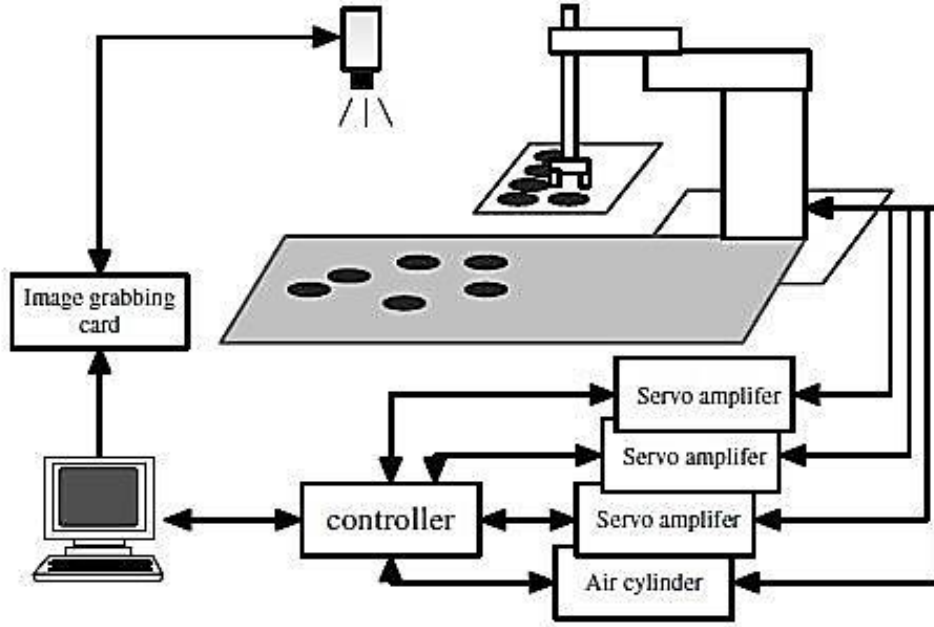 Image grabbing
card
Servo amplifer
Servo amplifer
controller
Servo amplifer
Air cylinder